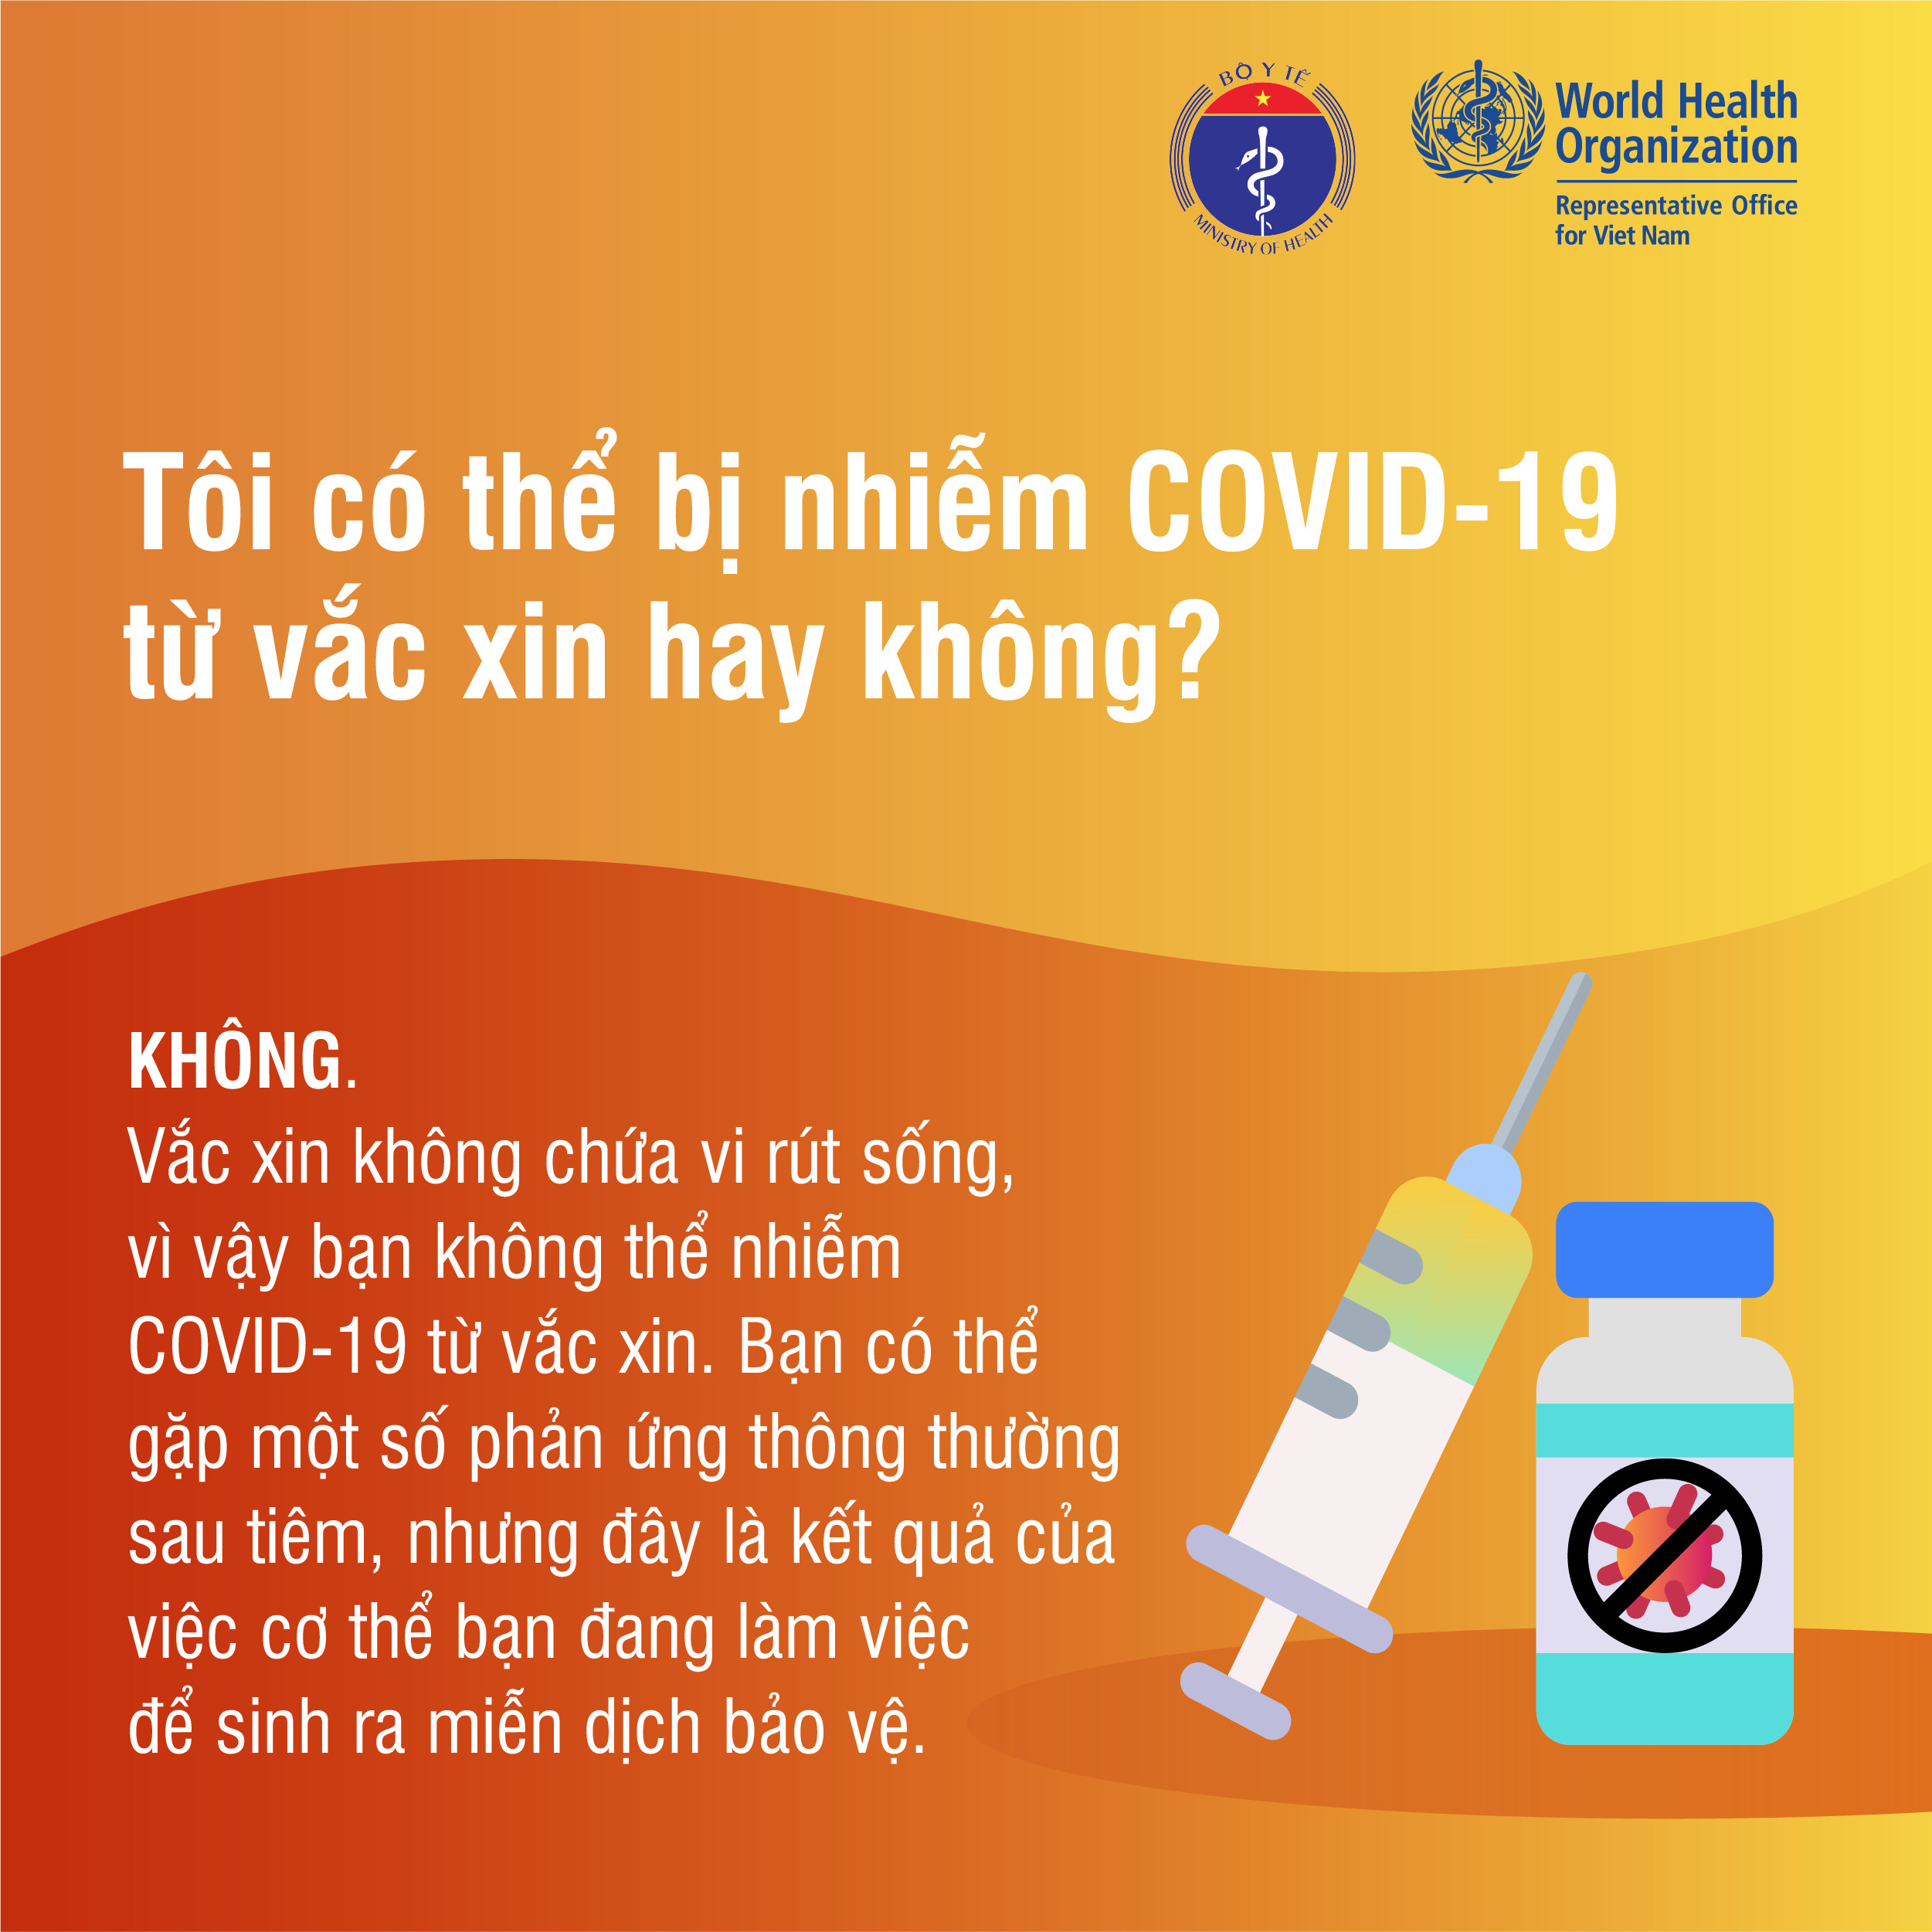 BỘ Y TẾ
MINISTRY OF HEALTH
World Health
Organization
Representative Office
for Viet Nam
Tôi có thể bị nhiễm COVID-19
từ vắc xin hay không?
KHÔNG.
Vắc xin không chứa vi rút sống,
vì vậy bạn không thể nhiễm
COVID-19 từ vắc xin. Bạn có thể
gặp một số phản ứng thông thường
sau tiêm, nhưng đây là kết quả của
việc cơ thể bạn đang làm việc
để sinh ra miễn dịch bảo vệ.